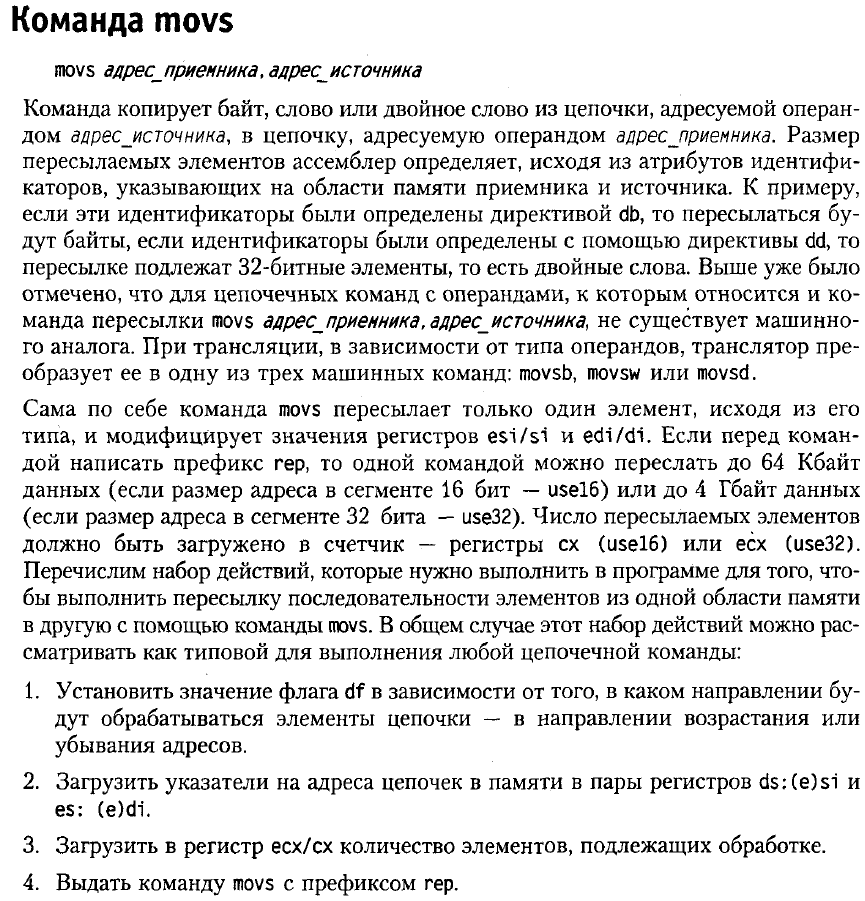 Команда movs
movs адрес_приемника,адрес_источника
Команда копирует байт, слово или двойное слово из цепочки, адресуемой операн-
дом адрес_источника, в цепочку, адресуемую операндом адрес_приемника. Размер
пересылаемых элементов ассемблер определяет, исходя из атрибутов идентифи-
каторов, указывающих на области памяти приемника и источника. К примеру,
если эти идентификаторы были определены директивой db, то пересылаться бу-
дут байты, если идентификаторы были определены с помощью директивы dd, то
пересылке подлежат 32-битные элементы, то есть двойные слова. Выше уже было
отмечено, что для цепочечных команд с операндами, к которым относится и ко-
манда пересылки movs адрес_приемника,адрес_источника, не существует машинно-
го аналога. При трансляции, в зависимости от типа операндов, транслятор пре-
образует ее в одну из трех машинных команд: movsb, movsw или movsd.
Сама по себе команда movs пересылает только один элемент, исходя из его
типа, и модифицирует значения регистров esi/si и edi/di. Если перед коман-
дой написать префикс rep, то одной командой можно переслать до 64 Кбайт
данных (если размер адреса в сегменте 16 бит — use16) или до 4 Гбайт данных
(если размер адреса в сегменте 32 бита — use32). Число пересылаемых элементов
должно быть загружено в счетчик — регистры cx (use16) или ecx (use32).
Перечислим набор действий, которые нужно выполнить в программе для того, что-
бы выполнить пересылку последовательности элементов из одной области памяти
в другую с помощью команды movs. В общем случае этот набор действий можно рас-
сматривать как типовой для выполнения любой цепочечной команды:
1. Установить значение флага df в зависимости от того, в каком направлении бу-
дут обрабатываться элементы цепочки — в направлении возрастания или
убывания адресов.
2. Загрузить указатели на адреса цепочек в памяти в пары регистров ds:(e)si и
es: (e)di.
3. Загрузить в регистр ecx/cx количество элементов, подлежащих обработке.
4. Выдать команду movs с префиксом rep.